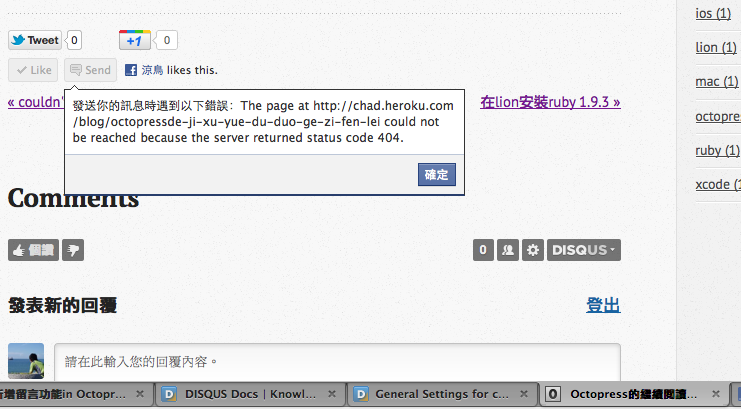 ios (1)
lion (1)
mac (1)
octopres
ruby (1)
xcode (1
Tweet 0
+1 0
Like Send 涼鳥 likes this.
« couldn'
在lion安裝ruby 1.9.3 »
發送你的訊息時遇到以下錯誤：The page at http://chad.heroku.com
/blog/octopressde-ji-xu-yue-du-duo-ge-zi-fen-lei could not
be reached because the server returned status code 404.
確定
Comments
個讚
0 DISQUS
發表新的回覆 登出
請在此輸入您的回覆內容。
新增留言功能in Octopr... DISQUS Docs | Knowl... General Settings for c... Octopress的繼續閱讀...